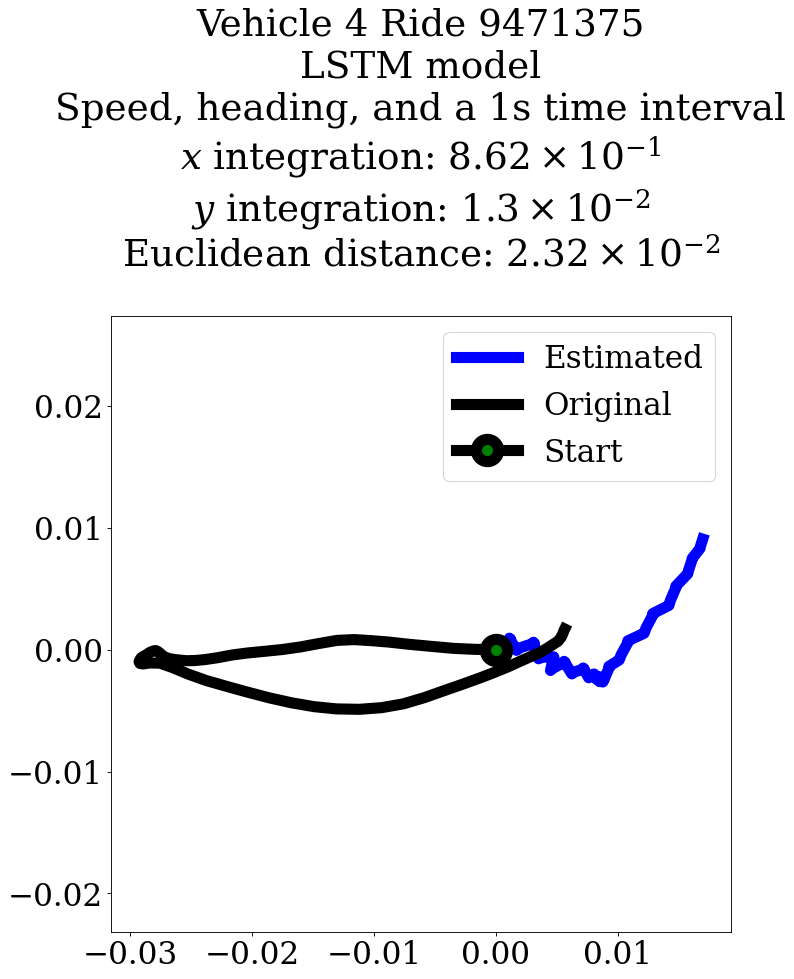 Vehicle 4 Ride 9471375
LSTM model
Speed, heading, and a 1s time interval
x integration: 8.62 × 10⁻¹
y integration: 1.3 × 10⁻²
Euclidean distance: 2.32 × 10⁻²
Estimated
Original
Start
0.02
0.01
0.00
−0.01
−0.02
−0.03 −0.02 −0.01 0.00 0.01